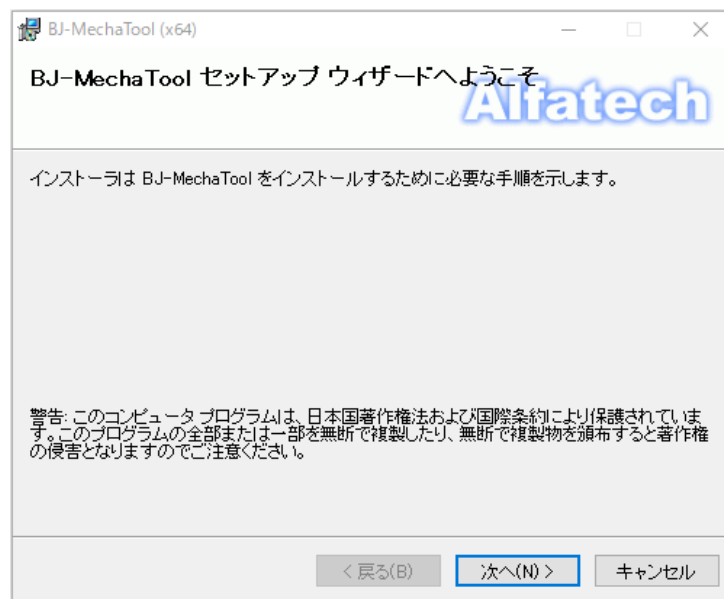 BJ-MechaTool (x64)
BJ-MechaTool セットアップ ウィザードへようこそ
Alfatech
インストーラは BJ-MechaTool をインストールするために必要な手順を示します。
警告: このコンピュータ プログラムは、日本国著作権法および国際条約により保護されていま
す。このプログラムの全部または一部を無断で複製したり、無断で複製物を頒布すると著作権
の侵害となりますのでご注意ください。
< 戻る(B)
次へ(N) >
キャンセル